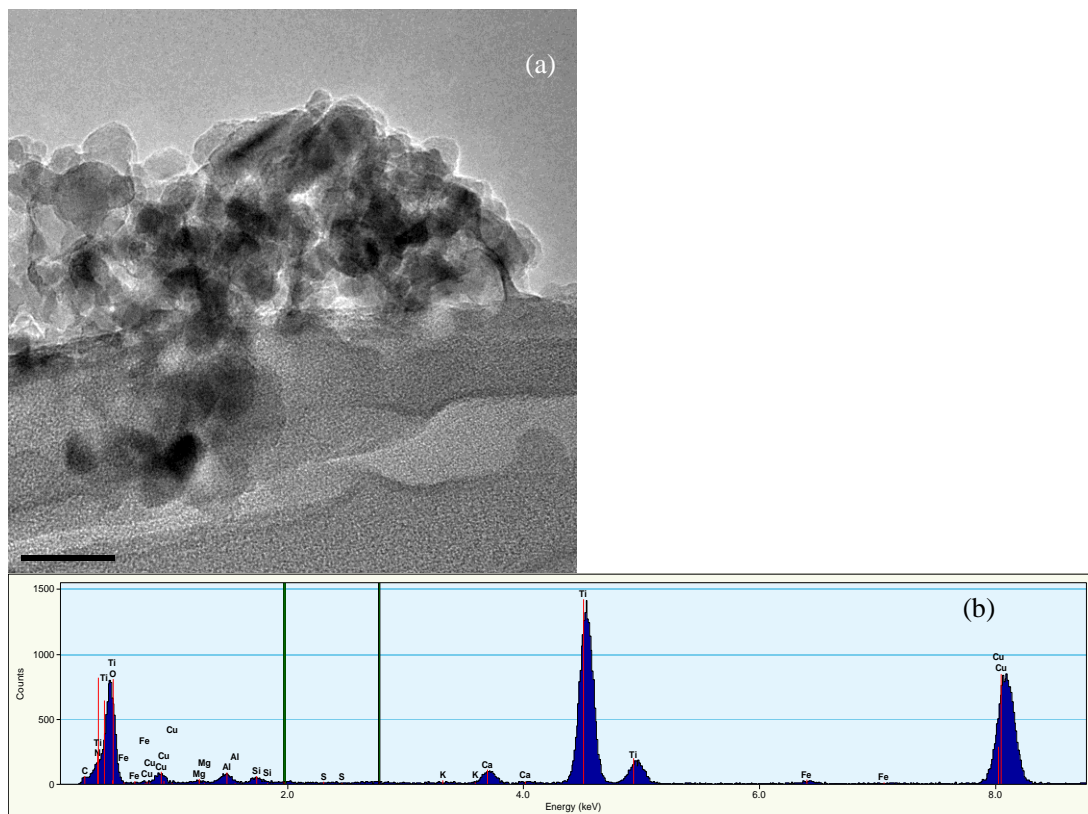 (a)
(b)
1500
1000
500
0
Counts
Ti
Ti
O
Ti
Cu
Cu
Cu
Ti
N
Fe
Fe
Cu
Cu
Cu
Mg
Al
C
Fe
Cu
Mg
Al
Si
Si
S
S
K
K
Ca
Ca
Ti
Fe
Fe
2.0
4.0
6.0
8.0
Energy (keV)